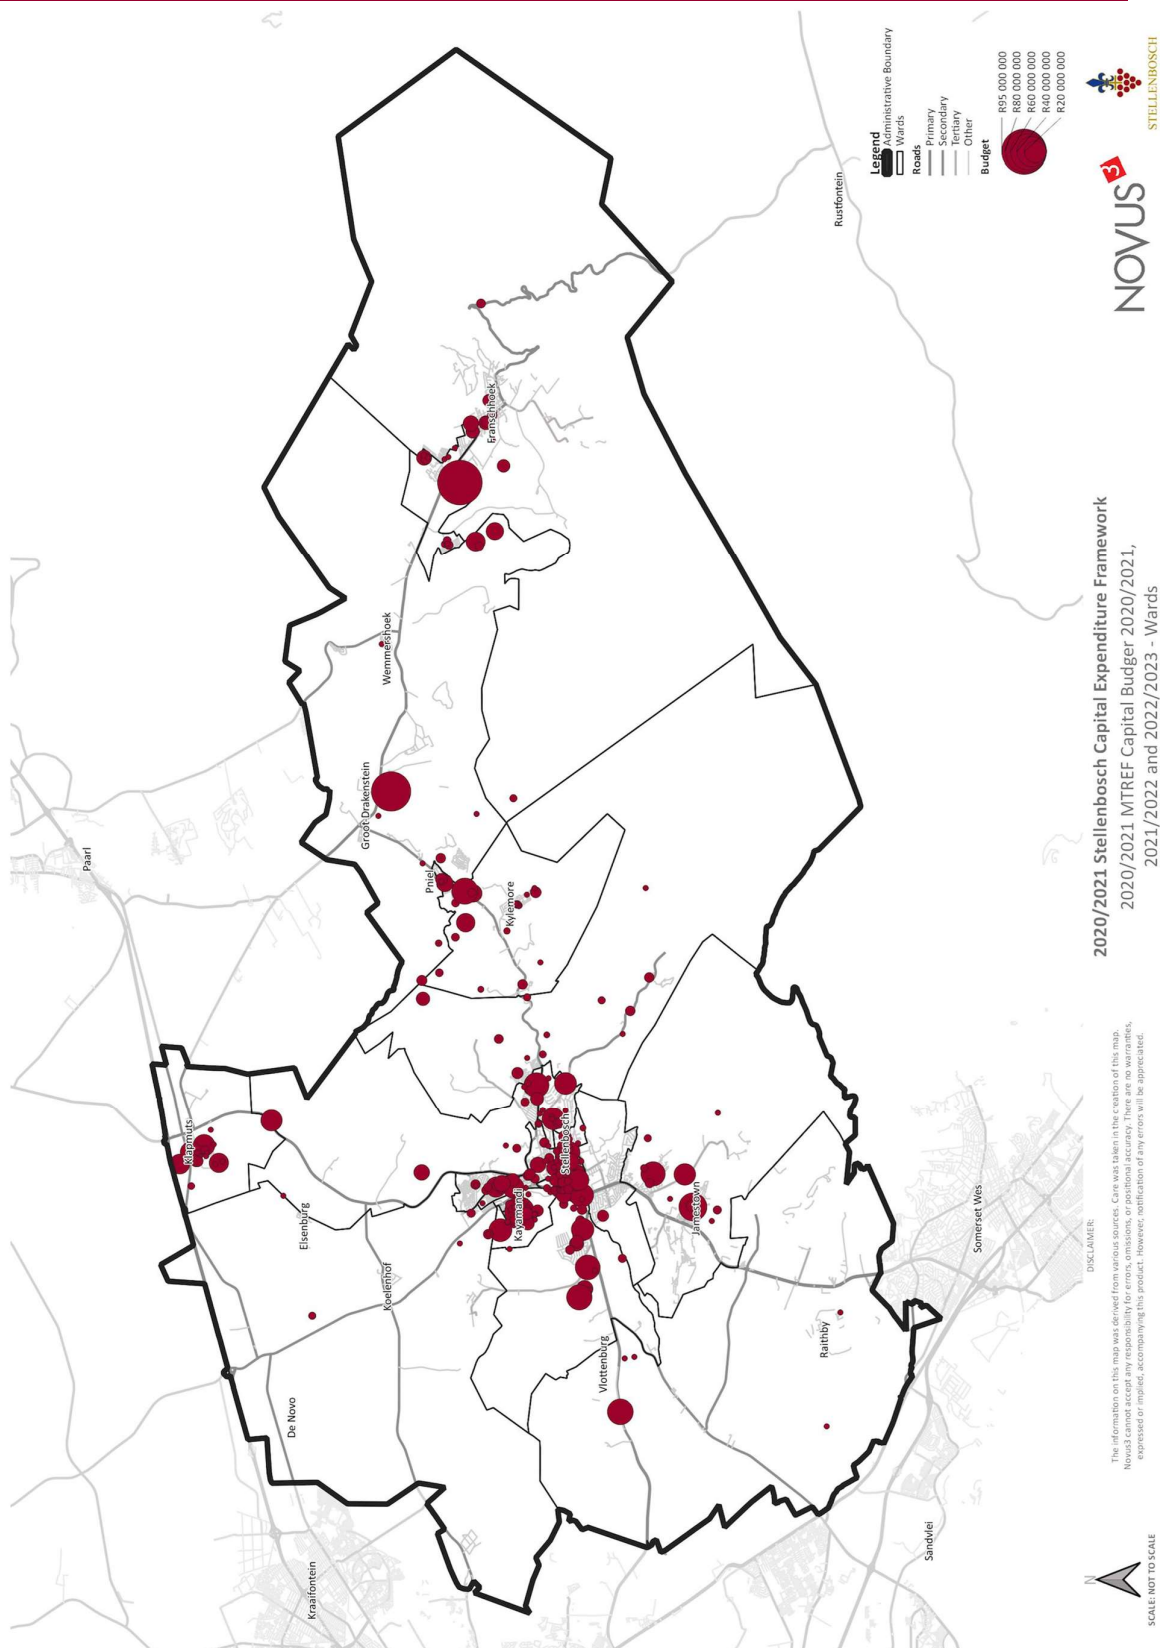 Paarl
Klapmuts
Elsenburg
De Novo
Kraaifontein
Koelenhof
Groot-Drakenstein
Wemmershoek
Pniel
Kylemore
Franschhoek
Kayamandi
Stellenbosch
Vlottenburg
Jamestown
Raithby
Somerset Wes
Sandvlei
Rustfontein
Legend
Administrative Boundary
Wards
Roads
Primary
Secondary
Tertiary
Other
Budget
R95 000 000
R80 000 000
R60 000 000
R40 000 000
R20 000 000
STELLENBOSCH
NOVUS3
2020/2021 Stellenbosch Capital Expenditure Framework
2020/2021 MTREF Capital Budger 2020/2021,
2021/2022 and 2022/2023 - Wards
DISCLAIMER:
The information on this map was derived from various sources. Care was taken in the creation of this map.
Novus3 cannot accept any responsibility for errors, omissions, or positional accuracy. There are no warranties,
expressed or implied, accompanying this product. However, notification of any errors will be appreciated.
N
SCALE: NOT TO SCALE